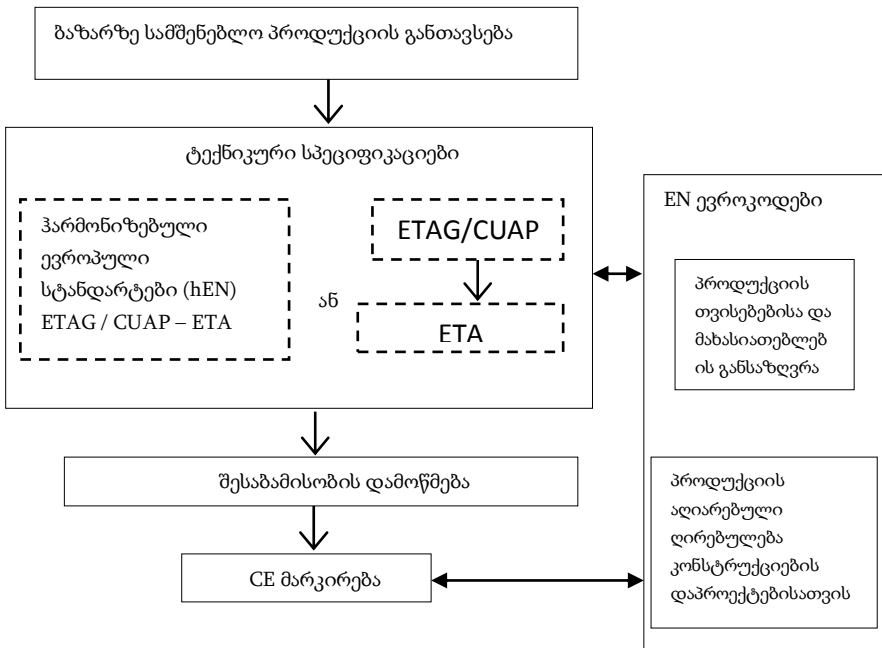 ბაზარზე სამშენებლო პროდუქციის განთავსება
ტექნიკური სპეციფიკაციები
ჰარმონიზებული
ევროპული
სტანდარტები (hEN)
ETAG / CUAP – ETA
ან
ETAG/CUAP
ETA
EN ევროკოდები
პროდუქციის
თვისებებისა და
მახასიათებლებ
ის განსაზღვრა
შესაბამისობის დამოწმება
CE მარკირება
პროდუქციის
აღიარებული
ღირებულება
კონსტრუქციების
დაპროექტებისათვის